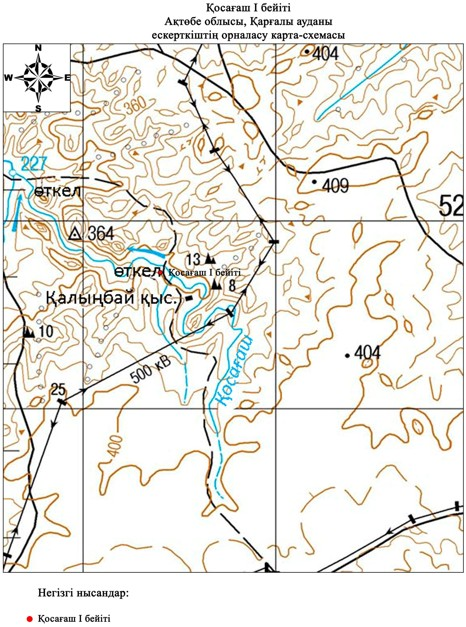 Қосағаш I бейіті
Ақтөбе облысы, Қарғалы ауданы
ескерткіштің орналасу карта-схемасы
N
W E
S
404
360
227
409
өткел
52
364
13
өткел Қосағаш I бейіті
8
Қалыңбай қыс.
10
404
500 кВ
Қосағаш
25
400
Негізгі нысандар:
Қосағаш I бейіті